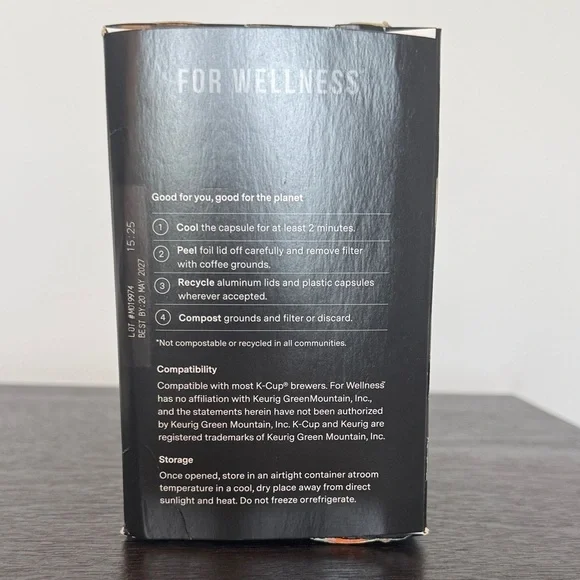 FOR WELLNESS
Good for you, good for the planet
1 Cool the capsule for at least 2 minutes.
2 Peel foil lid off carefully and remove filter
with coffee grounds.
3 Recycle aluminum lids and plastic capsules
wherever accepted.
4 Compost grounds and filter or discard.
*Not compostable or recycled in all communities.
Compatibility
Compatible with most K-Cup® brewers. For Wellness
has no affiliation with Keurig GreenMountain, Inc.,
and the statements herein have not been authorized
by Keurig Green Mountain, Inc. K-Cup and Keurig are
registered trademarks of Keurig Green Mountain, Inc.
Storage
Once opened, store in an airtight container atroom
temperature in a cool, dry place away from direct
sunlight and heat. Do not freeze orrefrigerate.
LOT #M019974 15:25
BEST BY:20 MAY 2027